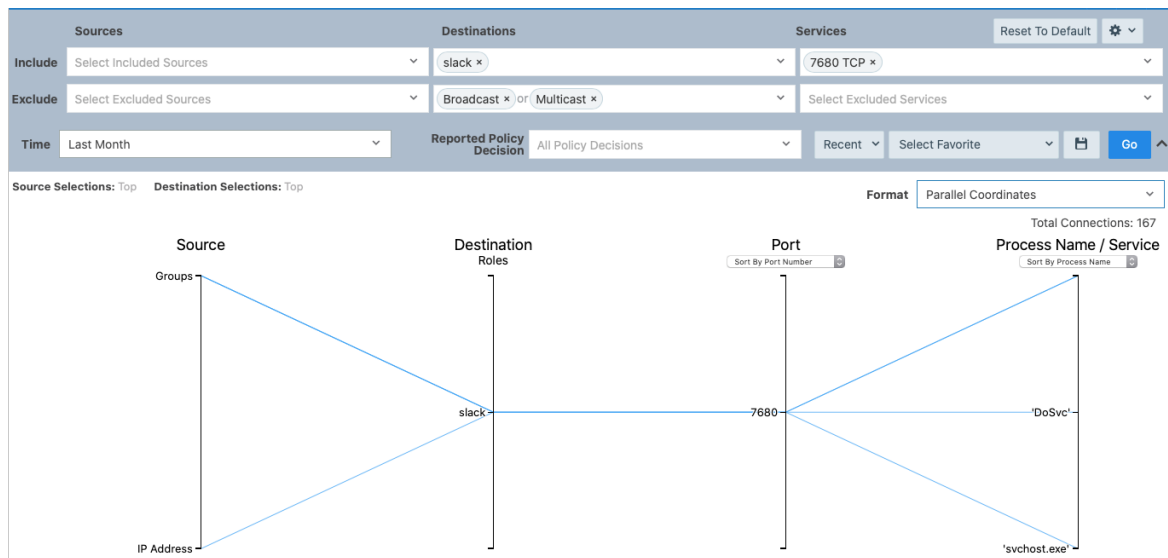 Sources Destinations Services Reset To Default
Include Select Included Sources slack × 7680 TCP ×
Exclude Select Excluded Sources Broadcast × or Multicast × Select Excluded Services
Time Last Month Reported Policy Decision All Policy Decisions Recent Select Favorite Go
Source Selections: Top Destination Selections: Top
Format Parallel Coordinates
Total Connections: 167
Source Destination Port Process Name / Service
Roles Sort By Port Number Sort By Process Name
Groups
slack 7680 'DoSvc'
IP Address 'svchost.exe'